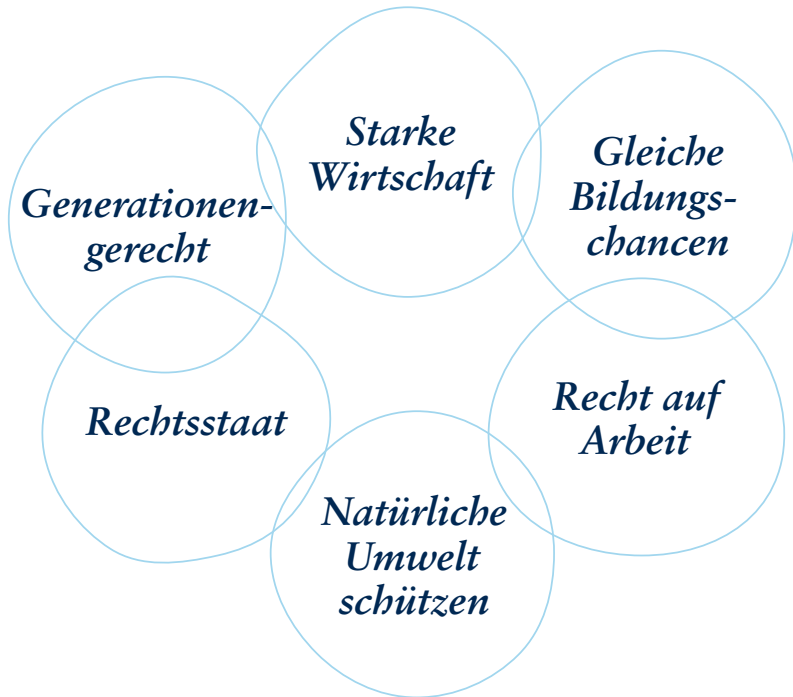 Starke
Wirtschaft
Gleiche
Bildungs-
chancen
Generationen-
gerecht
Recht auf
Arbeit
Rechtsstaat
Natürliche
Umwelt
schützen